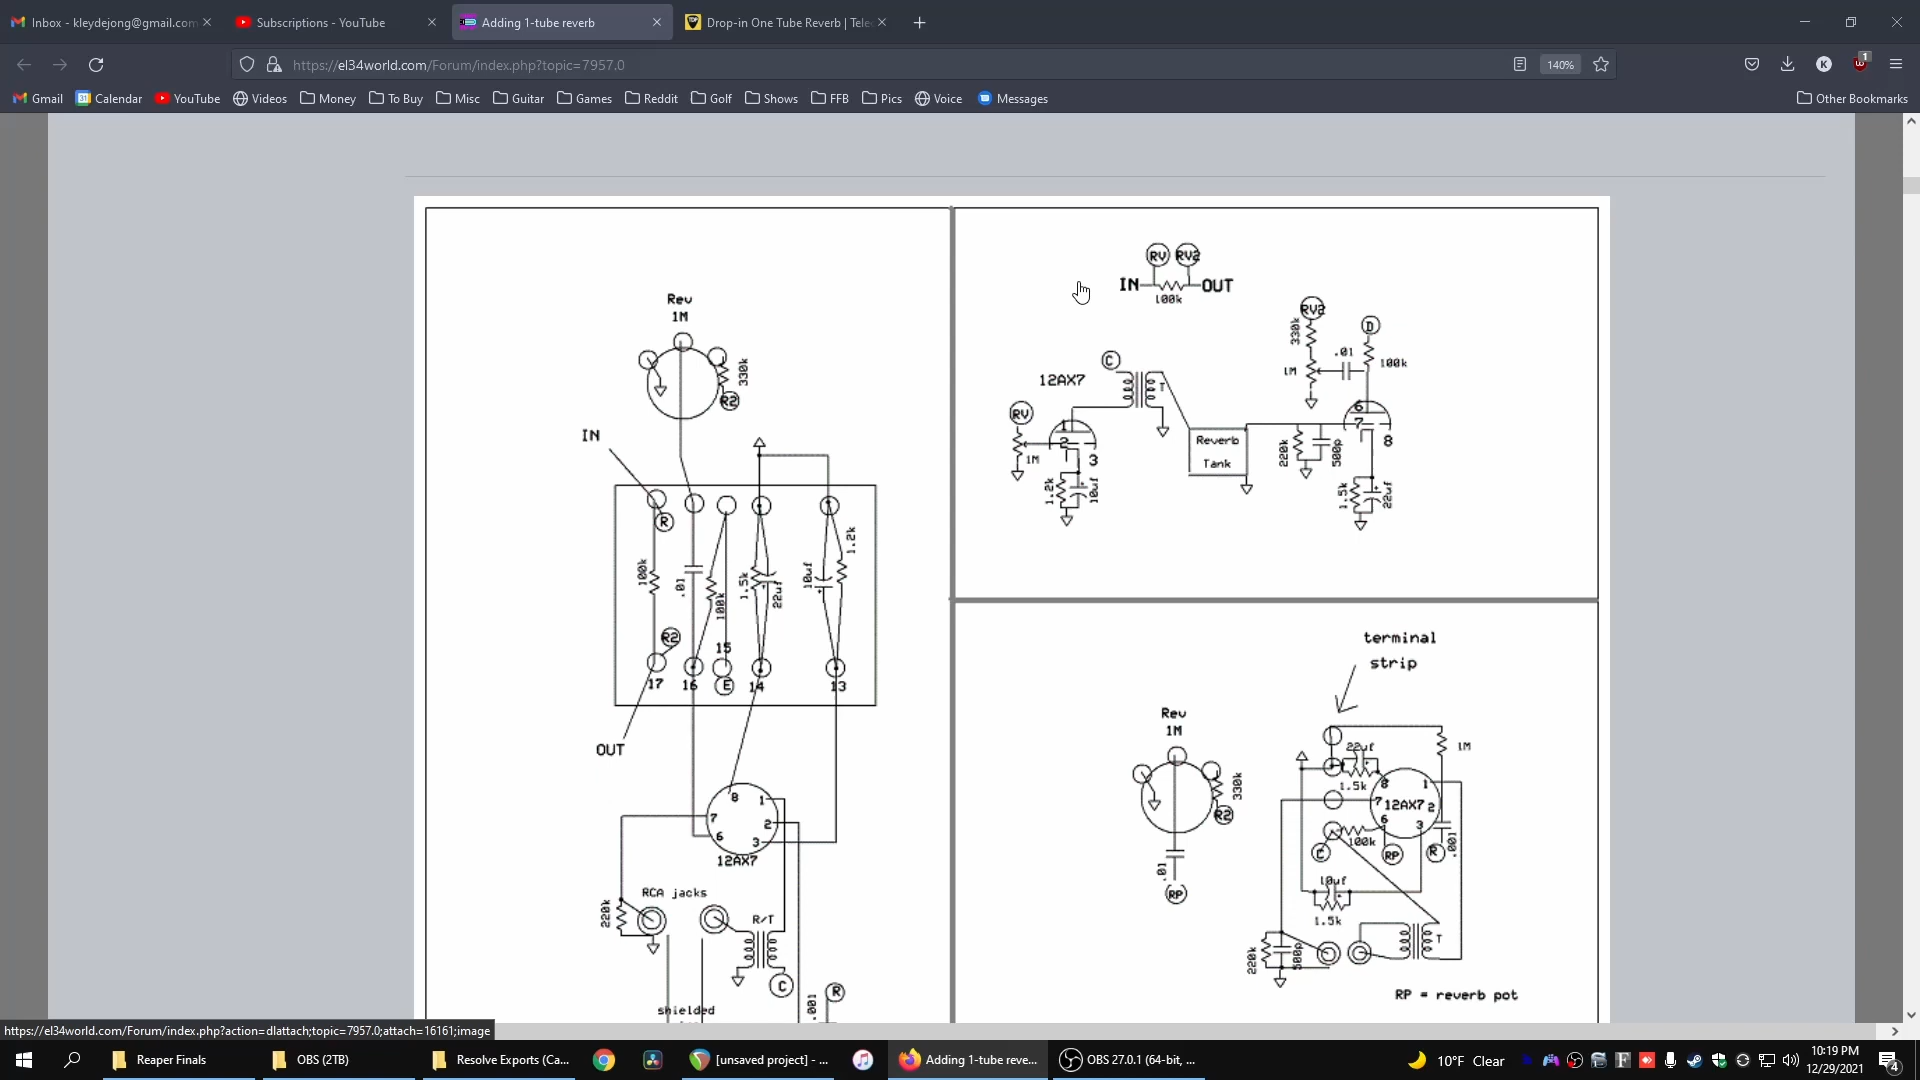 Inbox - kleydejong@gmail.com
Subscriptions - YouTube
Adding 1-tube reverb
Drop-in One Tube Reverb | Tele
https://el34world.com/Forum/index.php?topic=7957.0
140%
K
1
Gmail
Calendar
YouTube
Videos
Money
To Buy
Misc
Guitar
Games
Reddit
Golf
Shows
FFB
Pics
Voice
Messages
Other Bookmarks
Rev
1M
330k
R2
IN
R
100k
.01
100k
1.5k
22uf
10uf
1.2k
R2
15
17
16
E
14
13
OUT
8
1
7
2
6
3
12AX7
RCA jacks
220k
R/T
C
R
.001
shielded
RV
RV2
IN
OUT
100k
RV2
330k
D
.01
100k
1M
C
12AX7
T
RV
1
2
3
1M
1.2k
10uf
Reverb
Tank
6
7
8
220k
500p
1.5k
22uf
terminal
strip
Rev
1M
330k
R2
.01
RP
22uf
1M
1.5k
8
1
7
12AX7
2
6
3
100k
C
RP
R
.001
10uf
1.5k
220k
500p
T
RP = reverb pot
https://el34world.com/Forum/index.php?action=dlattach;topic=7957.0;attach=16161;image
Reaper Finals
OBS (2TB)
Resolve Exports (Ca...
[unsaved project] - ...
Adding 1-tube reve...
OBS 27.0.1 (64-bit, ...
10°F Clear
10:19 PM
12/29/2021
4